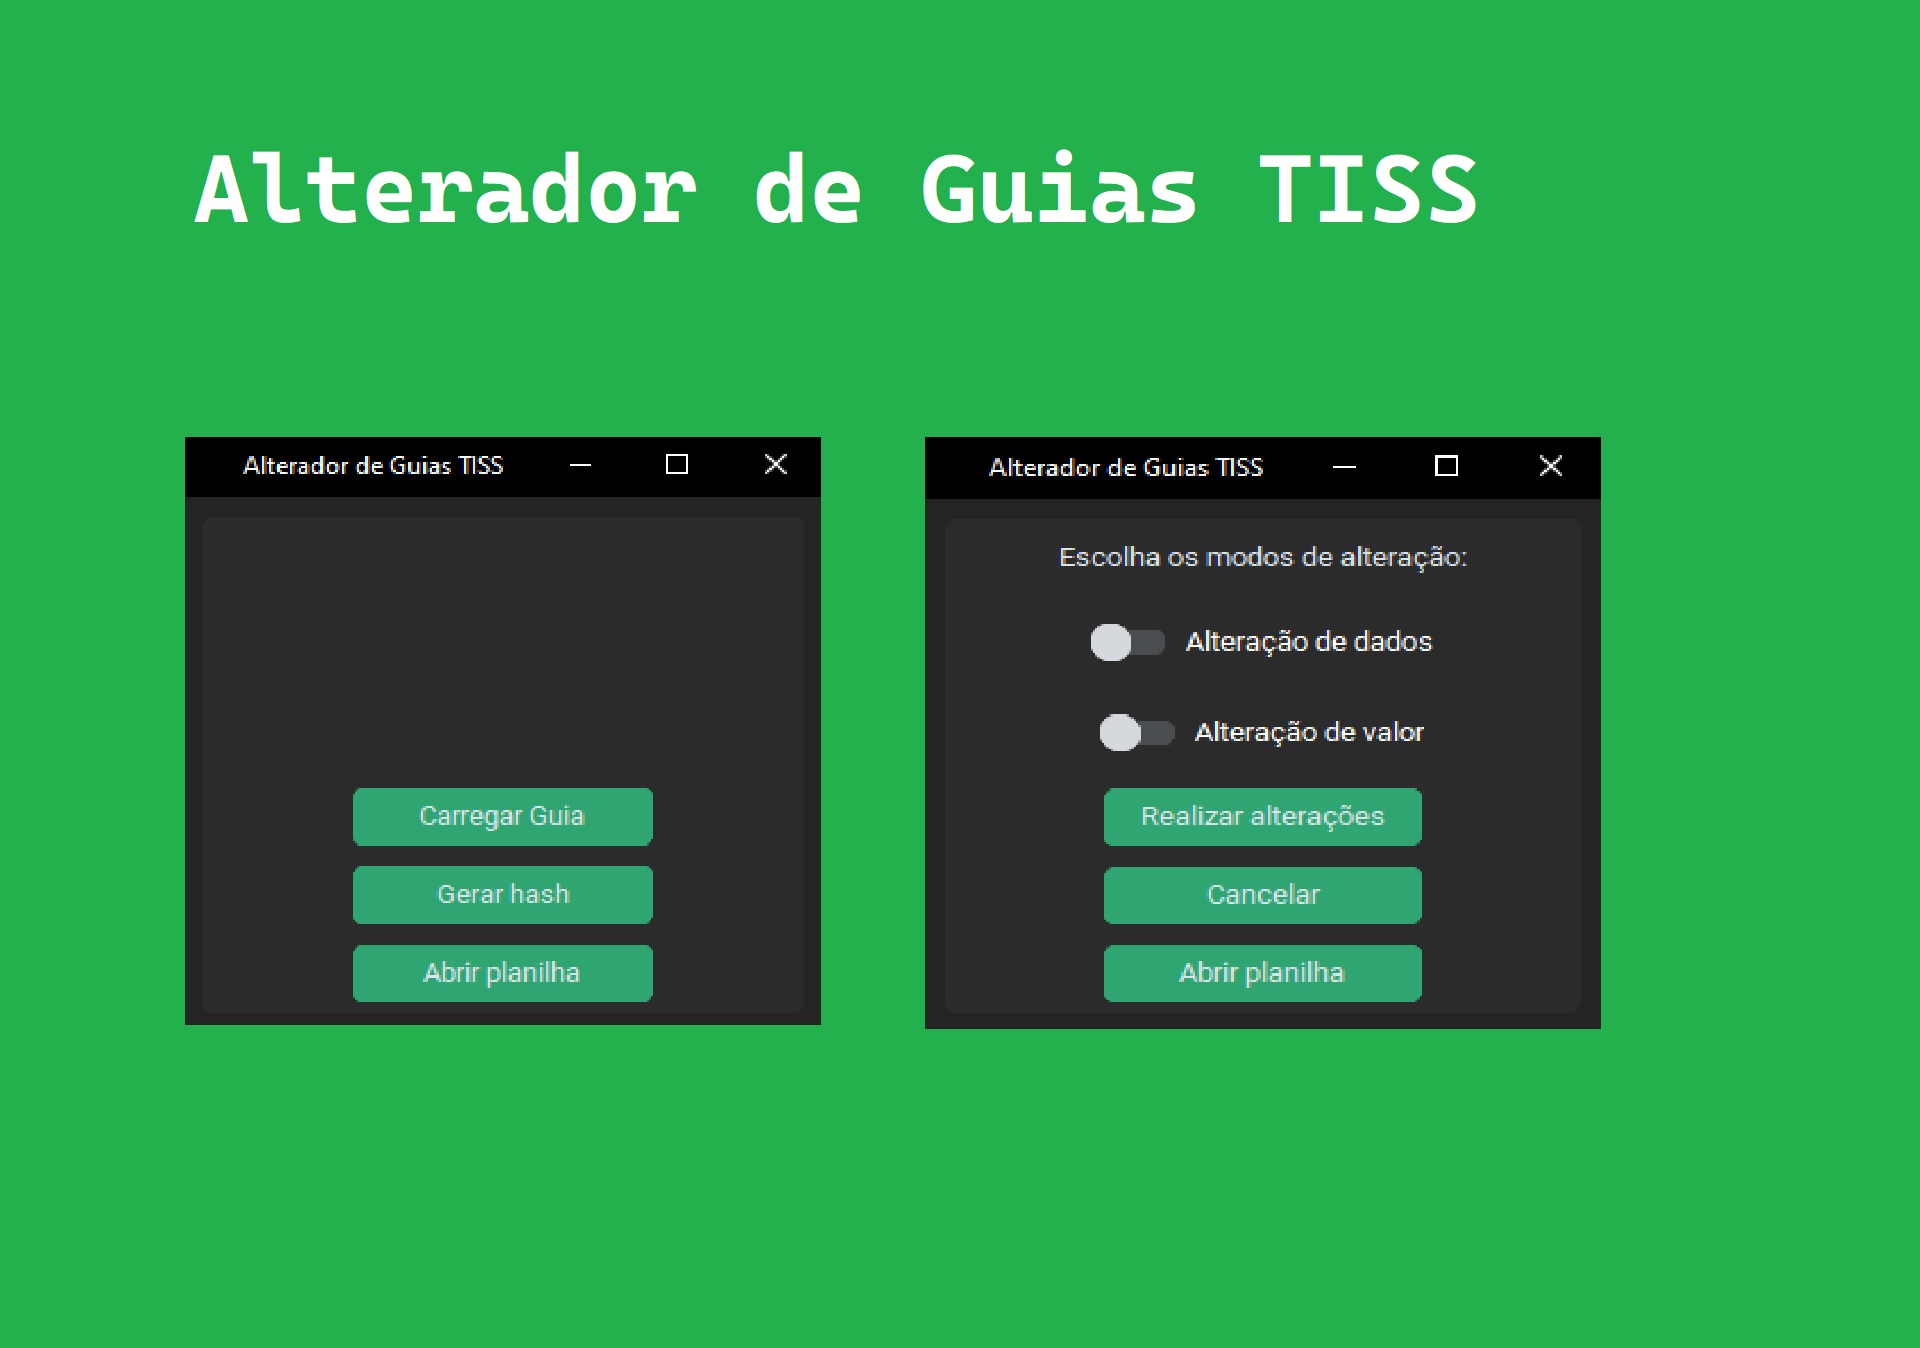 Alterador de Guias TISS
Alterador de Guias TISS
Carregar Guia
Gerar hash
Abrir planilha
Alterador de Guias TISS
Escolha os modos de alteração:
Alteração de dados
Alteração de valor
Realizar alterações
Cancelar
Abrir planilha